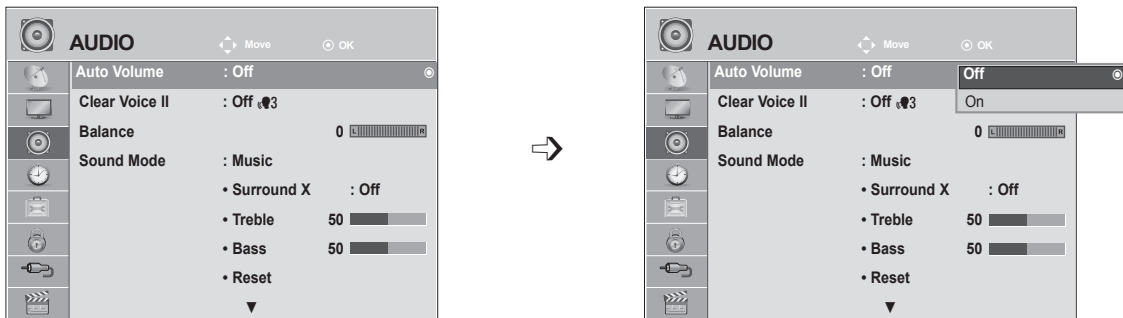 AUDIO Move OK
Auto Volume : Off
Clear Voice II : Off 3
Balance 0 L R
Sound Mode : Music
• Surround X : Off
• Treble 50
• Bass 50
• Reset
▼
AUDIO Move OK
Auto Volume : Off
Off
On
Clear Voice II : Off 3
Balance 0 L R
Sound Mode : Music
• Surround X : Off
• Treble 50
• Bass 50
• Reset
▼